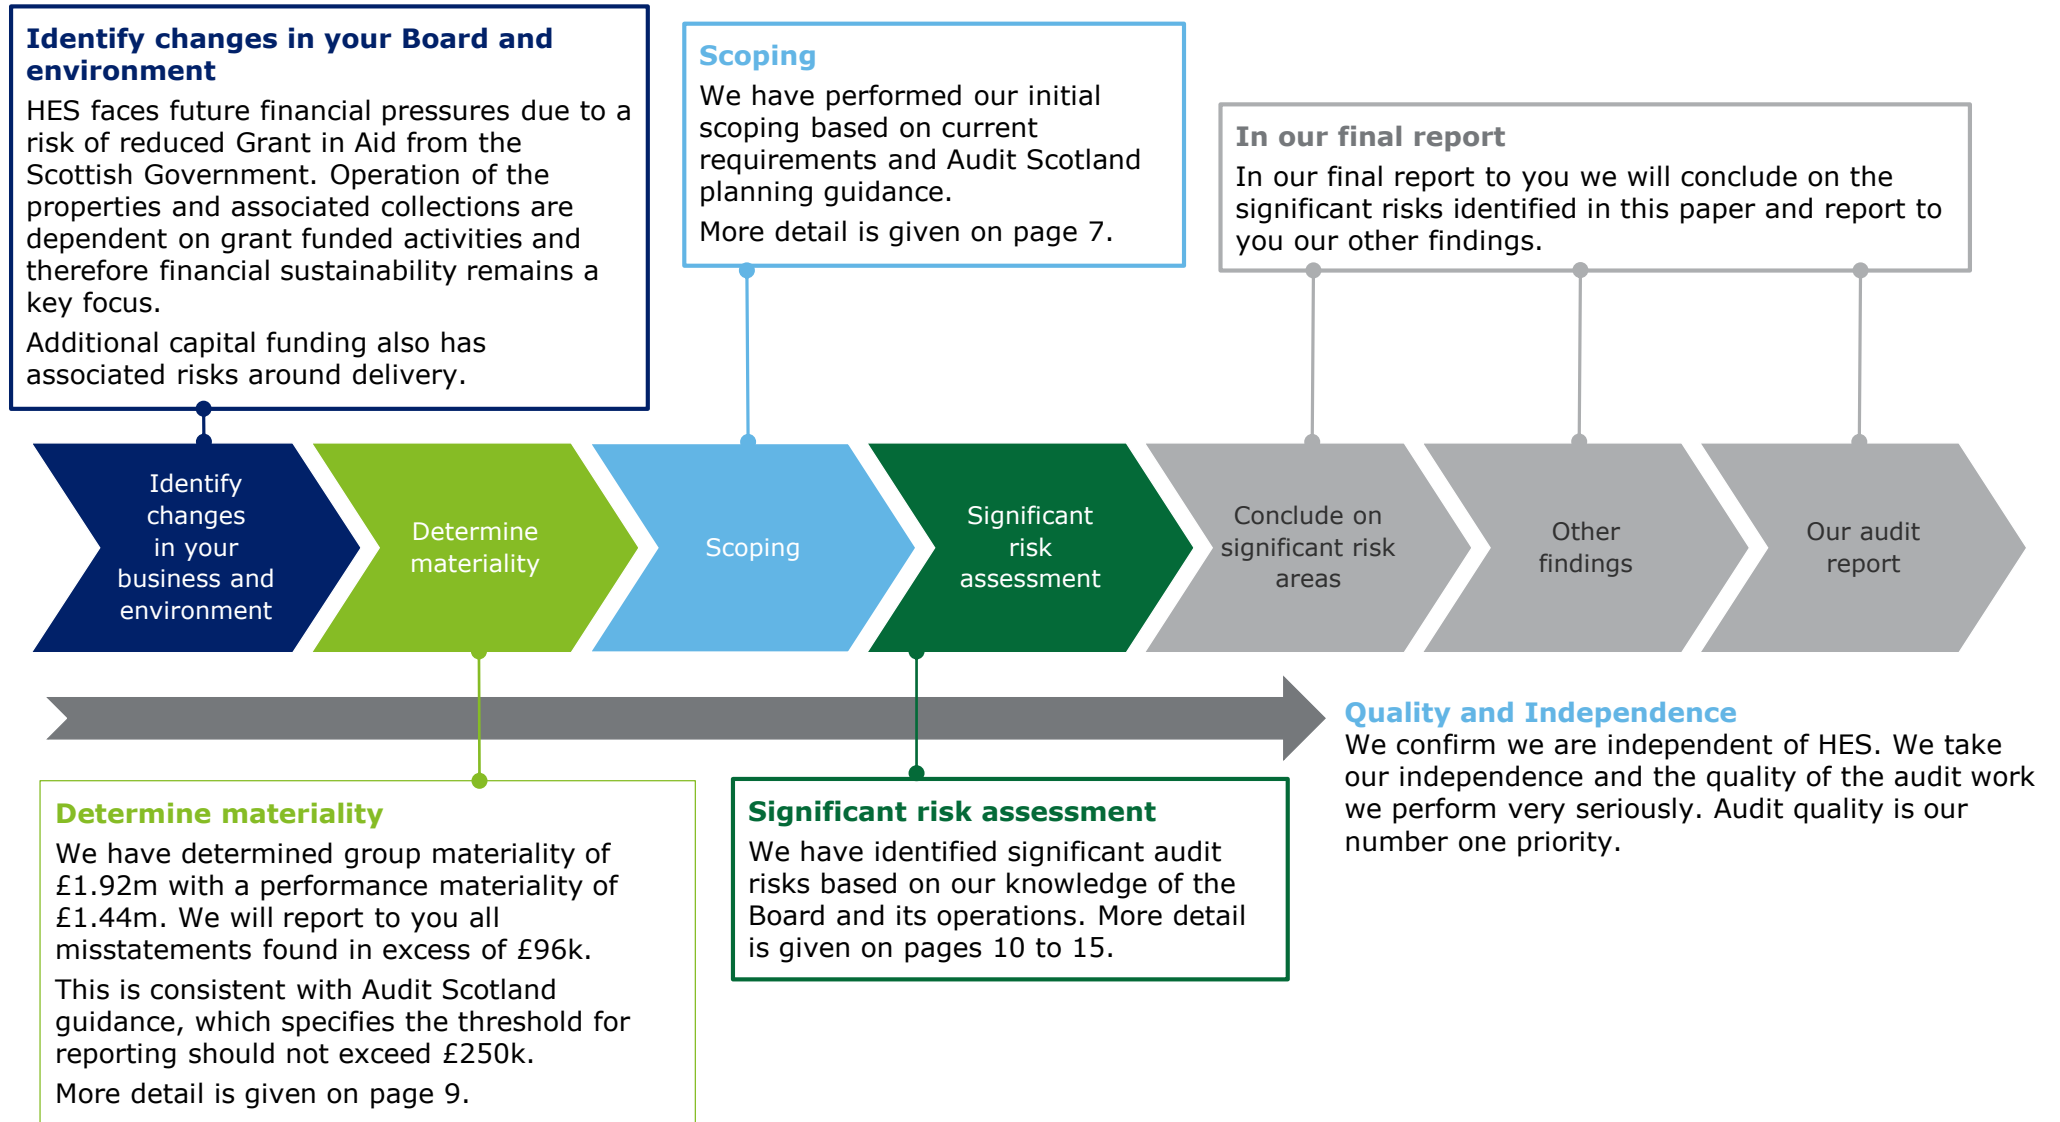 Identify changes in your Board and
environment
HES faces future financial pressures due to a
risk of reduced Grant in Aid from the
Scottish Government. Operation of the
properties and associated collections are
dependent on grant funded activities and
therefore financial sustainability remains a
key focus.
Additional capital funding also has
associated risks around delivery.
Scoping
We have performed our initial
scoping based on current
requirements and Audit Scotland
planning guidance.
More detail is given on page 7.
In our final report
In our final report to you we will conclude on the
significant risks identified in this paper and report to
you our other findings.
Identify
changes
in your
business and
environment
Determine
materiality
Scoping
Significant
risk
assessment
Conclude on
significant risk
areas
Other
findings
Our audit
report
Determine materiality
We have determined group materiality of
£1.92m with a performance materiality of
£1.44m. We will report to you all
misstatements found in excess of £96k.
This is consistent with Audit Scotland
guidance, which specifies the threshold for
reporting should not exceed £250k.
More detail is given on page 9.
Significant risk assessment
We have identified significant audit
risks based on our knowledge of the
Board and its operations. More detail
is given on pages 10 to 15.
Quality and Independence
We confirm we are independent of HES. We take
our independence and the quality of the audit work
we perform very seriously. Audit quality is our
number one priority.